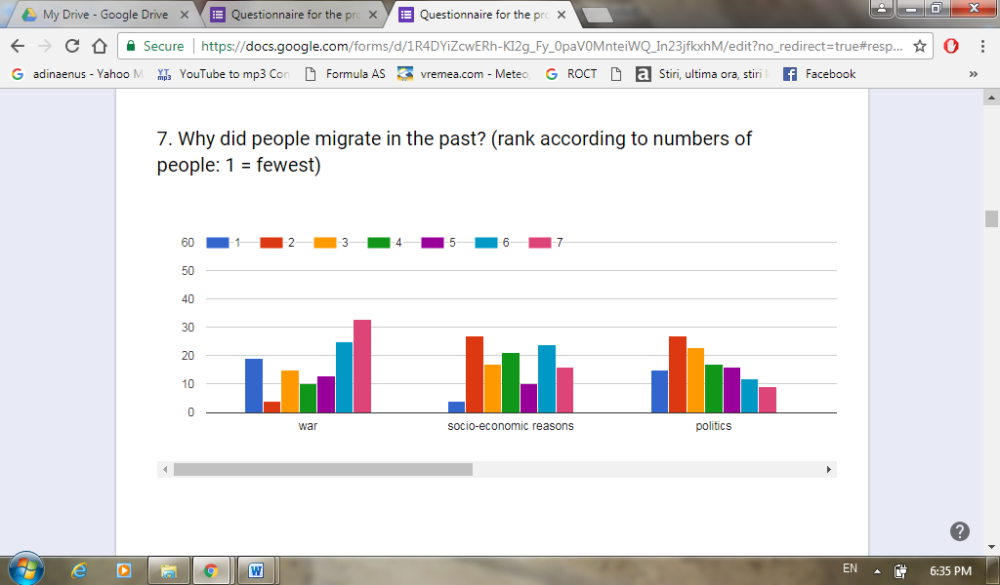 My Drive - Google Drive
Questionnaire for the pro
Questionnaire for the pro
Secure
https://docs.google.com/forms/d/1R4DYiZcwERh-KI2g_Fy_0paV0MnteiWQ_In23jfkxhM/edit?no_redirect=true#resp...
adinaenus - Yahoo M
YouTube to mp3 Con
Formula AS
vremea.com - Meteo
ROCT
Stiri, ultima ora, stiri
Facebook
»
7. Why did people migrate in the past? (rank according to numbers of
people: 1 = fewest)
60 1 2 3 4 5 6 7
50
40
30
20
10
0
war socio-economic reasons politics
EN 6:35 PM